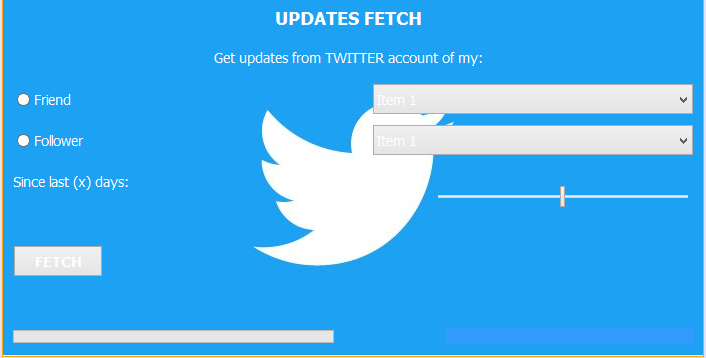 UPDATES FETCH
Get updates from TWITTER account of my:
Friend
Item 1
Follower
Item 1
Since last (x) days:
FETCH